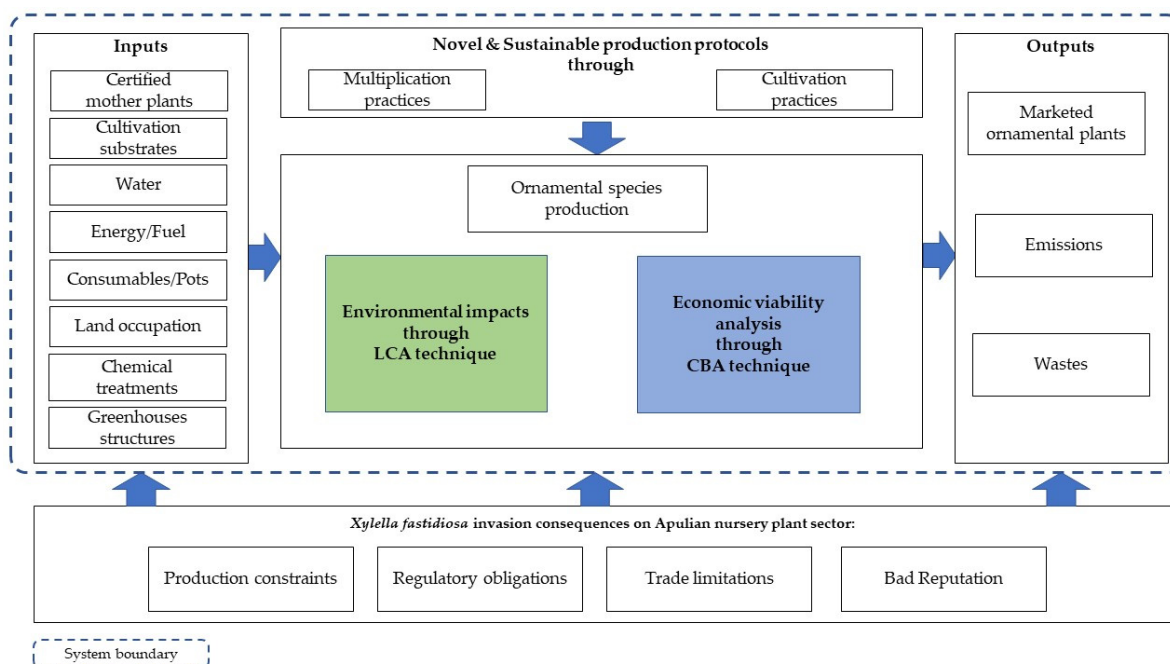 Inputs
Certified
mother plants
Cultivation
substrates
Water
Energy/Fuel
Consumables/Pots
Land occupation
Chemical
treatments
Greenhouses
structures
Novel & Sustainable production protocols
through
Multiplication
practices
Cultivation
practices
Ornamental species
production
Environmental impacts
through
LCA technique
Economic viability
analysis
through
CBA technique
Outputs
Marketed
ornamental plants
Emissions
Wastes
Xylella fastidiosa invasion consequences on Apulian nursery plant sector:
Production constraints
Regulatory obligations
Trade limitations
Bad Reputation
System boundary